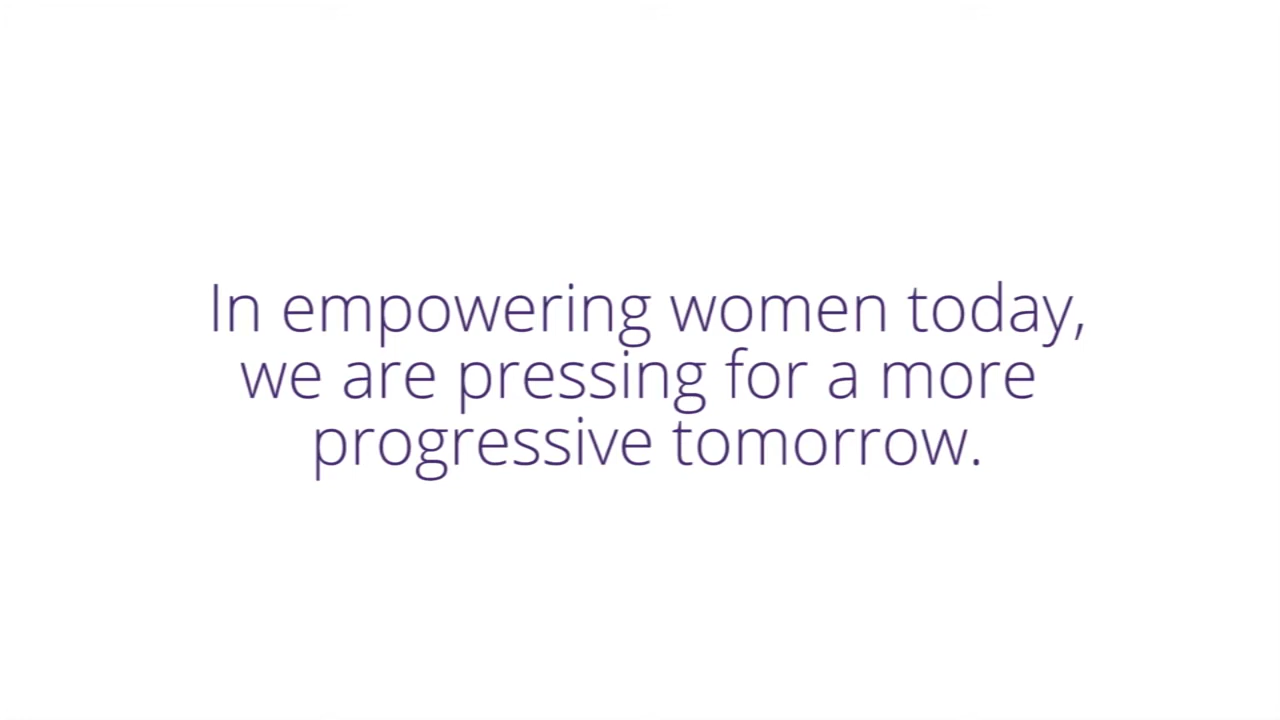 In empowering women today,
we are pressing for a more
progressive tomorrow.